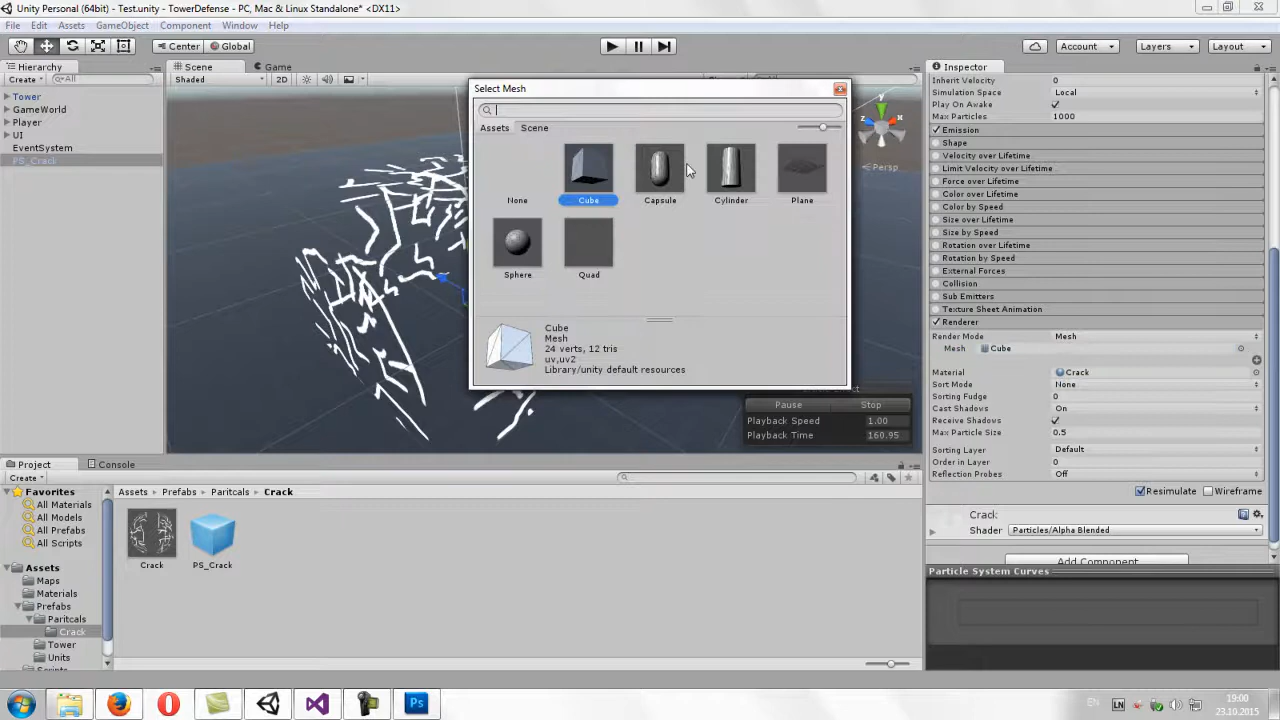 Unity Personal (64bit) - Test.unity - TowerDefense - PC, Mac & Linux Standalone* <DX11>
File Edit Assets GameObject Component Window Help
Center Global Account Layers Layout
Hierarchy
Create All
Tower
GameWorld
Player
UI
EventSystem
PS_Crack
Scene Game
Shaded 2D
Persp
Select Mesh
Assets Scene
None Cube Capsule Cylinder Plane
Sphere Quad
Cube
Mesh
24 verts, 12 tris
uv,uv2
Library/unity default resources
Pause Stop
Playback Speed 1.00
Playback Time 160.95
Inspector
Inherit Velocity 0
Simulation Space Local
Play On Awake
Max Particles 1000
Emission
Shape
Velocity over Lifetime
Limit Velocity over Lifetime
Force over Lifetime
Color over Lifetime
Color by Speed
Size over Lifetime
Size by Speed
Rotation over Lifetime
Rotation by Speed
External Forces
Collision
Sub Emitters
Texture Sheet Animation
Renderer
Render Mode Mesh
Mesh Cube
Material Crack
Sort Mode None
Sorting Fudge 0
Cast Shadows On
Receive Shadows
Max Particle Size 0.5
Sorting Layer Default
Order in Layer 0
Reflection Probes Off
Resimulate Wireframe
Crack
Shader Particles/Alpha Blended
Add Component
Particle System Curves
Project Console
Create
Favorites
All Materials
All Models
All Prefabs
All Scripts
Assets
Maps
Materials
Prefabs
Paritcals
Crack
Tower
Units
Scripts
Assets Prefabs Paritcals Crack
Crack PS_Crack
Ps
EN
LN
19:00
23.10.2015